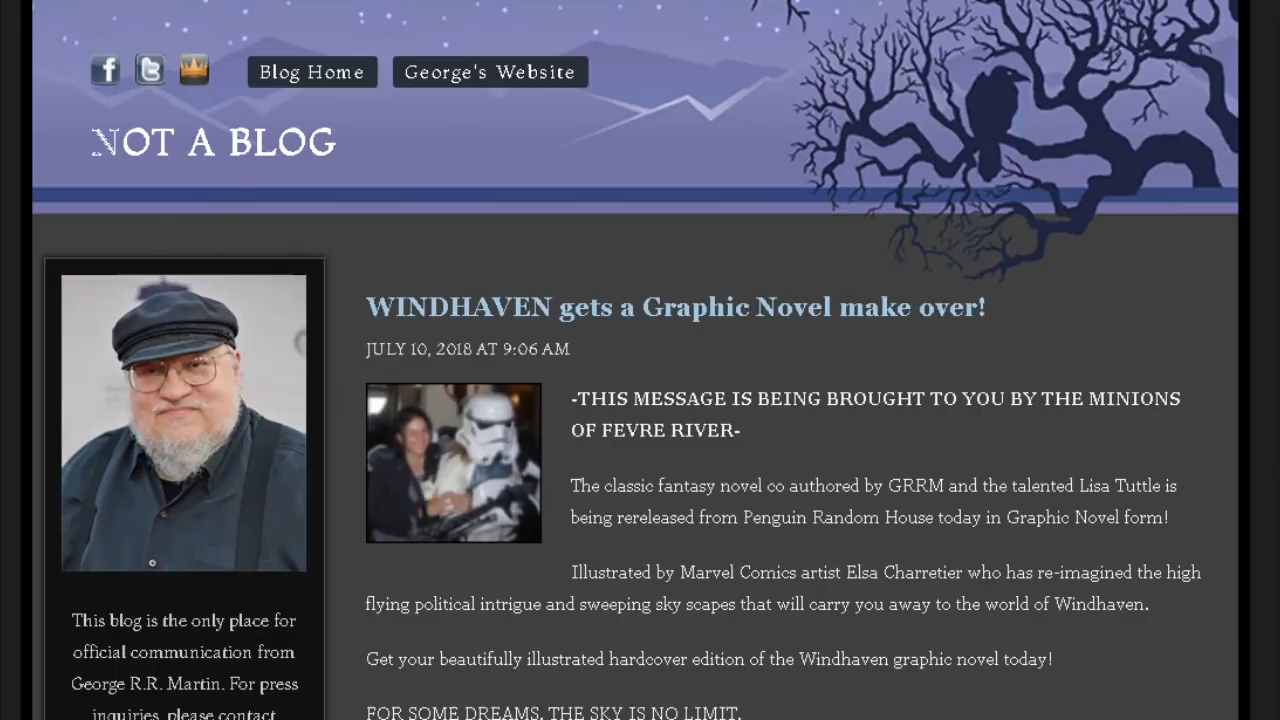 Blog Home
George's Website
NOT A BLOG
WINDHAVEN gets a Graphic Novel make over!
JULY 10, 2018 AT 9:06 AM
-THIS MESSAGE IS BEING BROUGHT TO YOU BY THE MINIONS
OF FEVRE RIVER-
The classic fantasy novel co authored by GRRM and the talented Lisa Tuttle is
being rereleased from Penguin Random House today in Graphic Novel form!
Illustrated by Marvel Comics artist Elsa Charretier who has re-imagined the high
flying political intrigue and sweeping sky scapes that will carry you away to the world of Windhaven.
Get your beautifully illustrated hardcover edition of the Windhaven graphic novel today!
FOR SOME DREAMS, THE SKY IS NO LIMIT.
This blog is the only place for
official communication from
George R.R. Martin. For press
inquiries, please contact